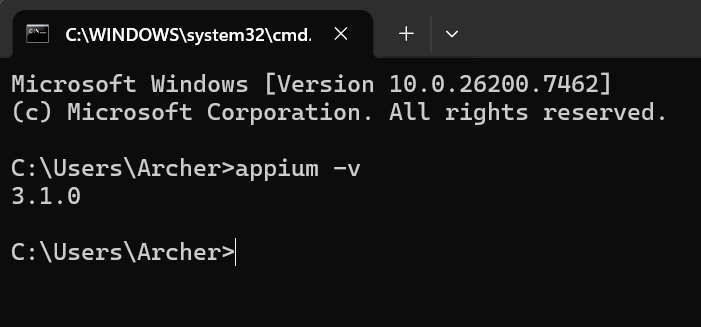 C:\WINDOWS\system32\cmd.
Microsoft Windows [Version 10.0.26200.7462]
(c) Microsoft Corporation. All rights reserved.
C:\Users\Archer>appium -v
3.1.0
C:\Users\Archer>